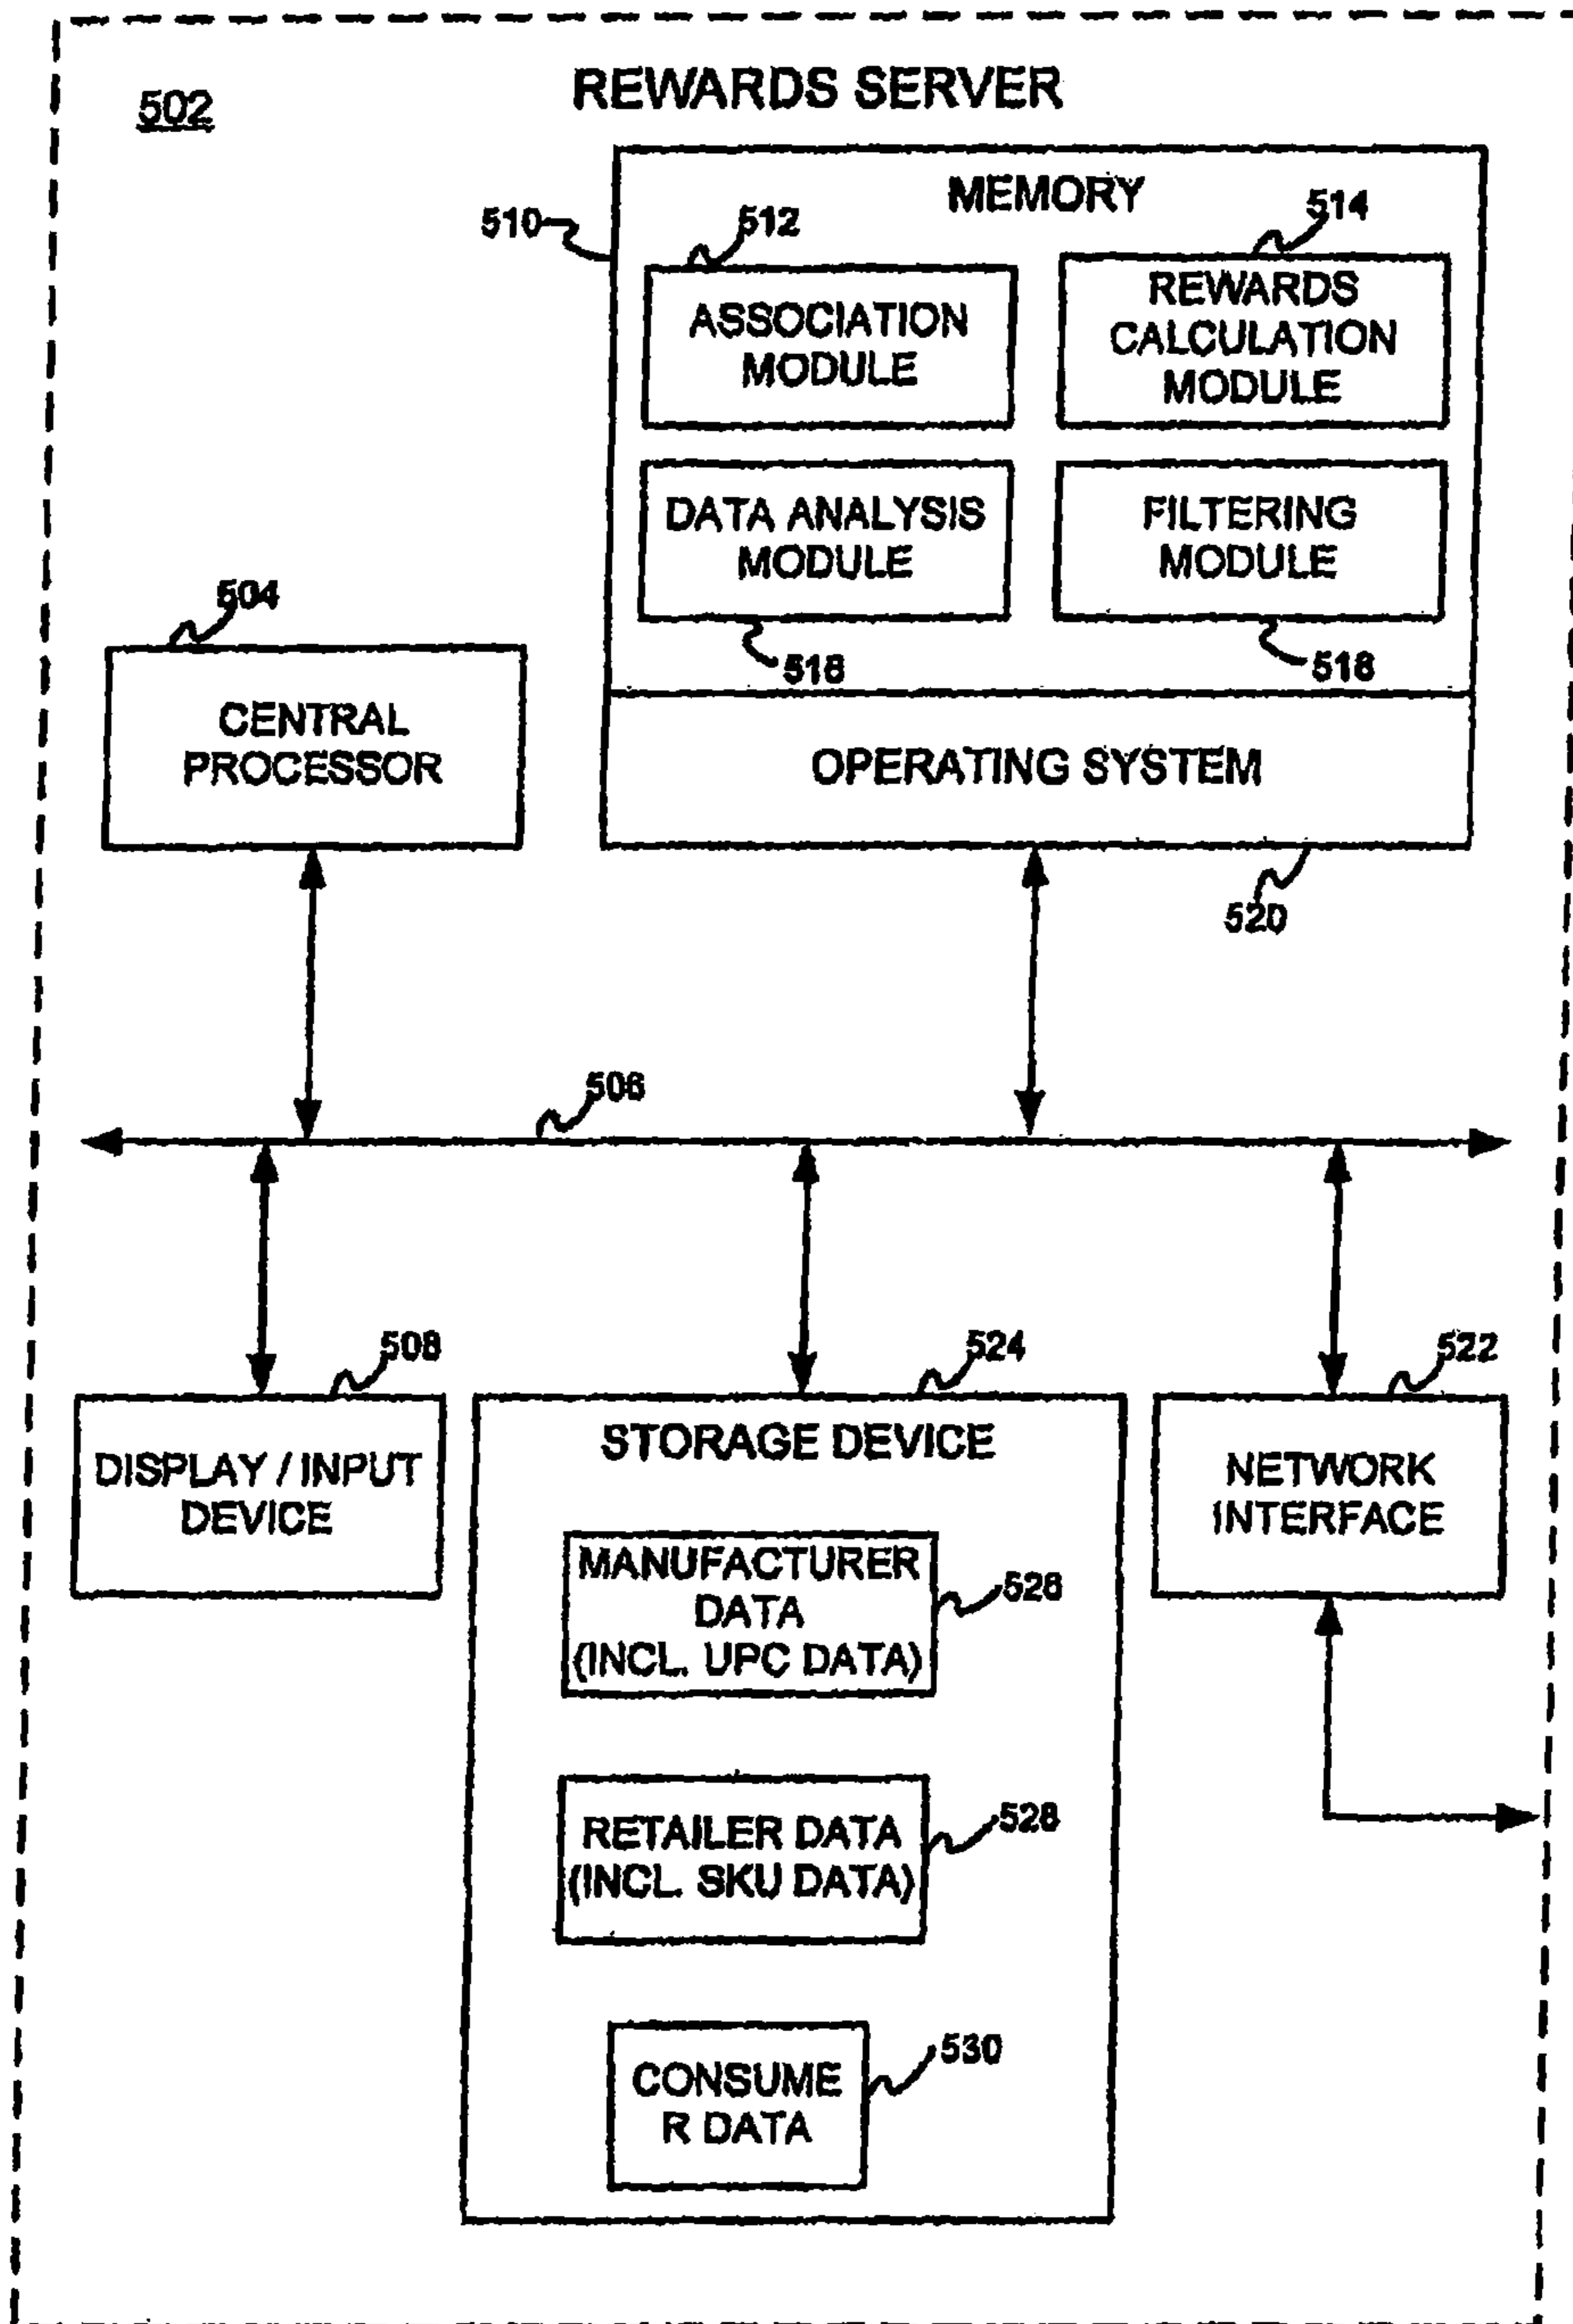 REWARDS SERVER
502
MEMORY
510
512
514
ASSOCIATION
MODULE
REWARDS
CALCULATION
MODULE
DATA ANALYSIS
MODULE
FILTERING
MODULE
518
518
504
CENTRAL
PROCESSOR
OPERATING SYSTEM
520
506
508
524
522
DISPLAY / INPUT
DEVICE
STORAGE DEVICE
NETWORK
INTERFACE
MANUFACTURER
DATA
(INCL. UPC DATA)
526
RETAILER DATA
(INCL. SKU DATA)
528
CONSUME
R DATA
530